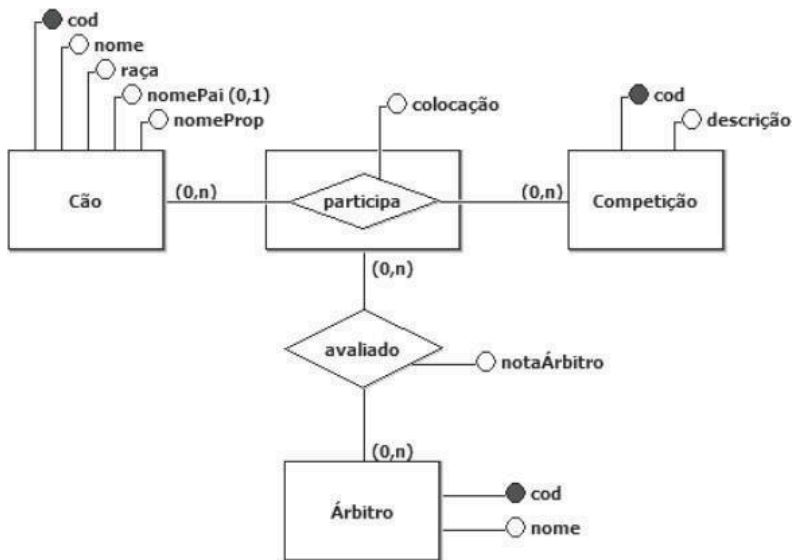 cod
nome
raça
nomePai (0,1)
nomeProp
colocação
cod
descrição
Cão
(0,n)
participa
(0,n)
Competição
(0,n)
avaliado
notaÁrbitro
(0,n)
Árbitro
cod
nome